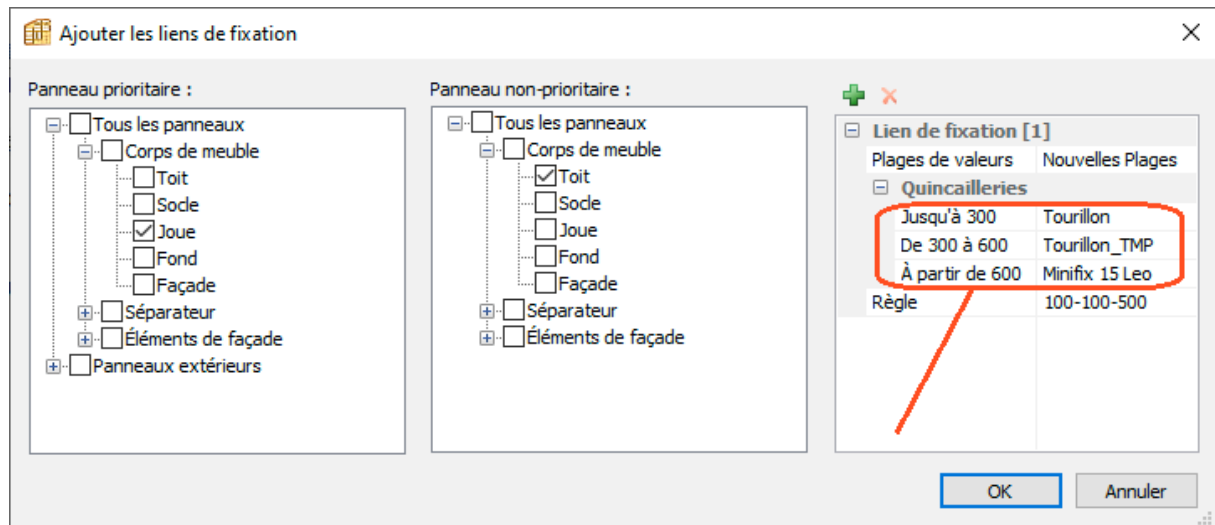 Ajouter les liens de fixation
Panneau prioritaire :
Tous les panneaux
Corps de meuble
Toit
Socle
Joue
Fond
Façade
Séparateur
Éléments de façade
Panneaux extérieurs
Panneau non-prioritaire :
Tous les panneaux
Corps de meuble
Toit
Socle
Joue
Fond
Façade
Séparateur
Éléments de façade
Lien de fixation [1]
Plages de valeurs Nouvelles Plages
Quincailleries
Jusqu'à 300 Tourillon
De 300 à 600 Tourillon_TMP
À partir de 600 Minifix 15 Leo
Règle 100-100-500
OK Annuler